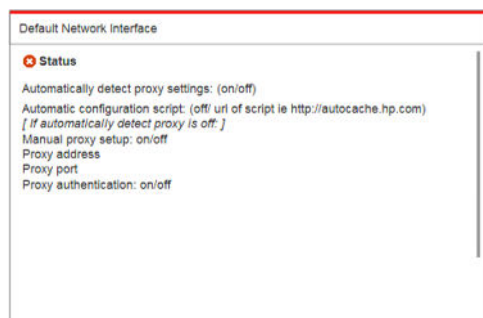 Default Network Interface
Status
Automatically detect proxy settings: (on/off)
Automatic configuration script: (off/ url of script ie http://autocache.hp.com)
[ If automatically detect proxy is off: ]
Manual proxy setup: on/off
Proxy address
Proxy port
Proxy authentication: on/off